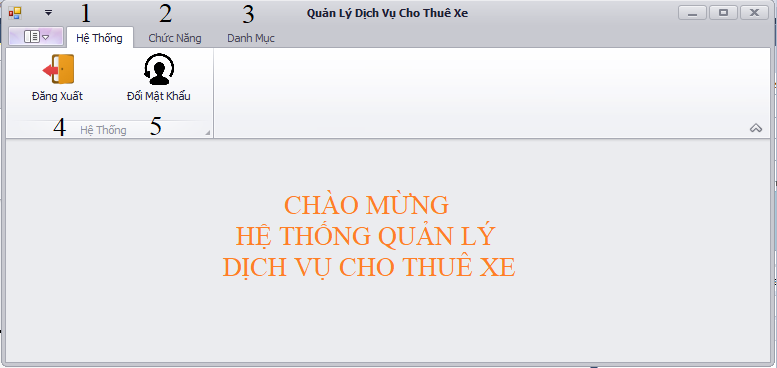 Quản Lý Dịch Vụ Cho Thuê Xe
1 2 3
Hệ Thống Chức Năng Danh Mục
Đăng Xuất Đổi Mật Khẩu
4 Hệ Thống 5
CHÀO MỪNG
HỆ THỐNG QUẢN LÝ
DỊCH VỤ CHO THUÊ XE